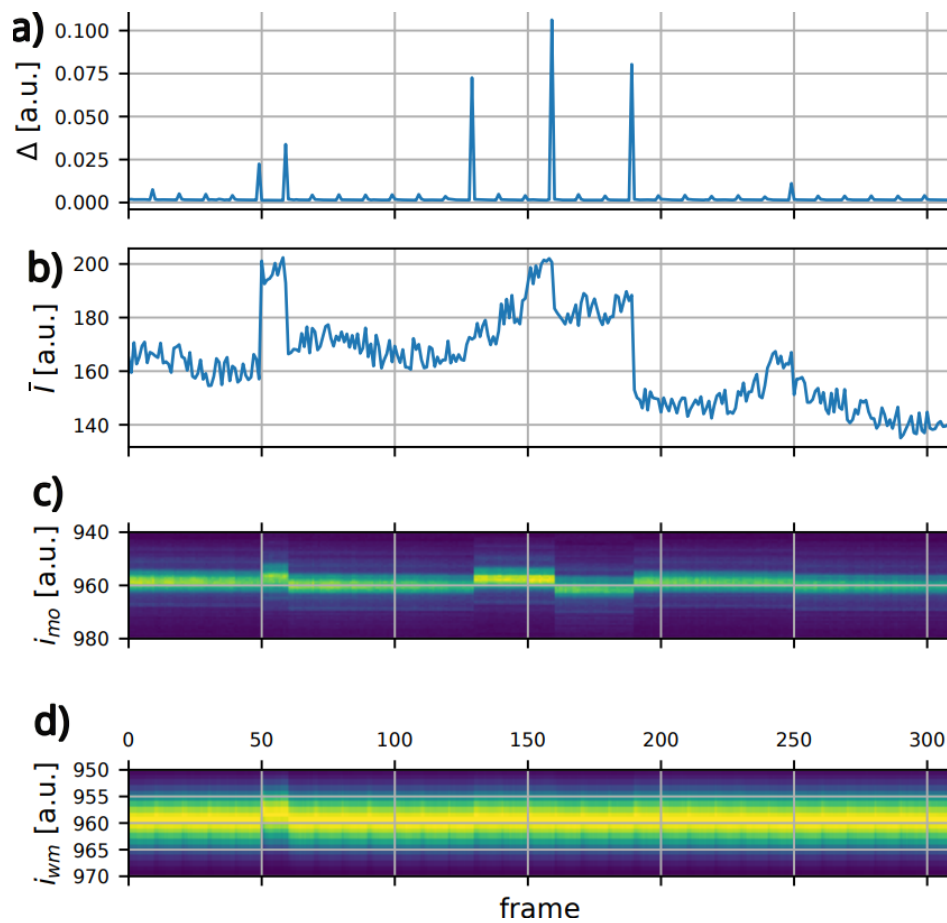 a)
Δ [a.u.]
0.100
0.075
0.050
0.025
0.000
b)
Ī [a.u.]
200
180
160
140
c)
i_mo [a.u.]
940
960
980
d)
0 50 100 150 200 250 300
i_wm [a.u.]
950
955
960
965
970
frame